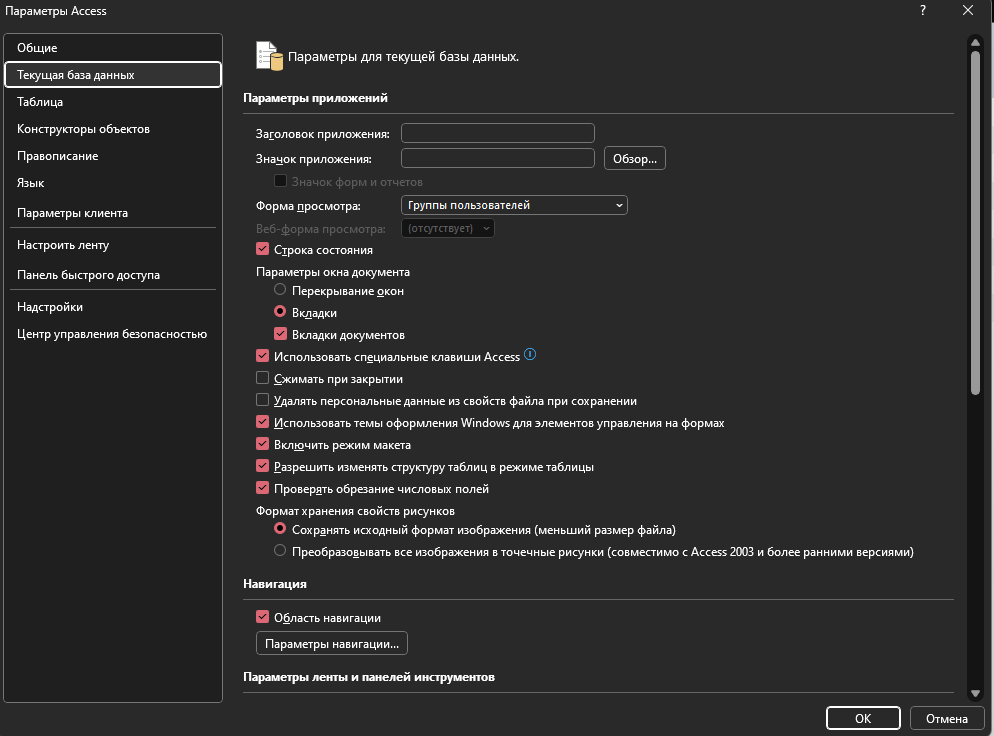 Параметры Access
?
Общие
Текущая база данных
Таблица
Конструкторы объектов
Правописание
Язык
Параметры клиента
Настроить ленту
Панель быстрого доступа
Надстройки
Центр управления безопасностью
Параметры для текущей базы данных.
Параметры приложений
Заголовок приложения:
Значок приложения:
Обзор...
Значок форм и отчетов
Форма просмотра:
Группы пользователей
Веб-форма просмотра:
(отсутствует)
Строка состояния
Параметры окна документа
Перекрывание окон
Вкладки
Вкладки документов
Использовать специальные клавиши Access
Сжимать при закрытии
Удалять персональные данные из свойств файла при сохранении
Использовать темы оформления Windows для элементов управления на формах
Включить режим макета
Разрешить изменять структуру таблиц в режиме таблицы
Проверять обрезание числовых полей
Формат хранения свойств рисунков
Сохранять исходный формат изображения (меньший размер файла)
Преобразовывать все изображения в точечные рисунки (совместимо с Access 2003 и более ранними версиями)
Навигация
Область навигации
Параметры навигации...
Параметры ленты и панелей инструментов
ОК
Отмена